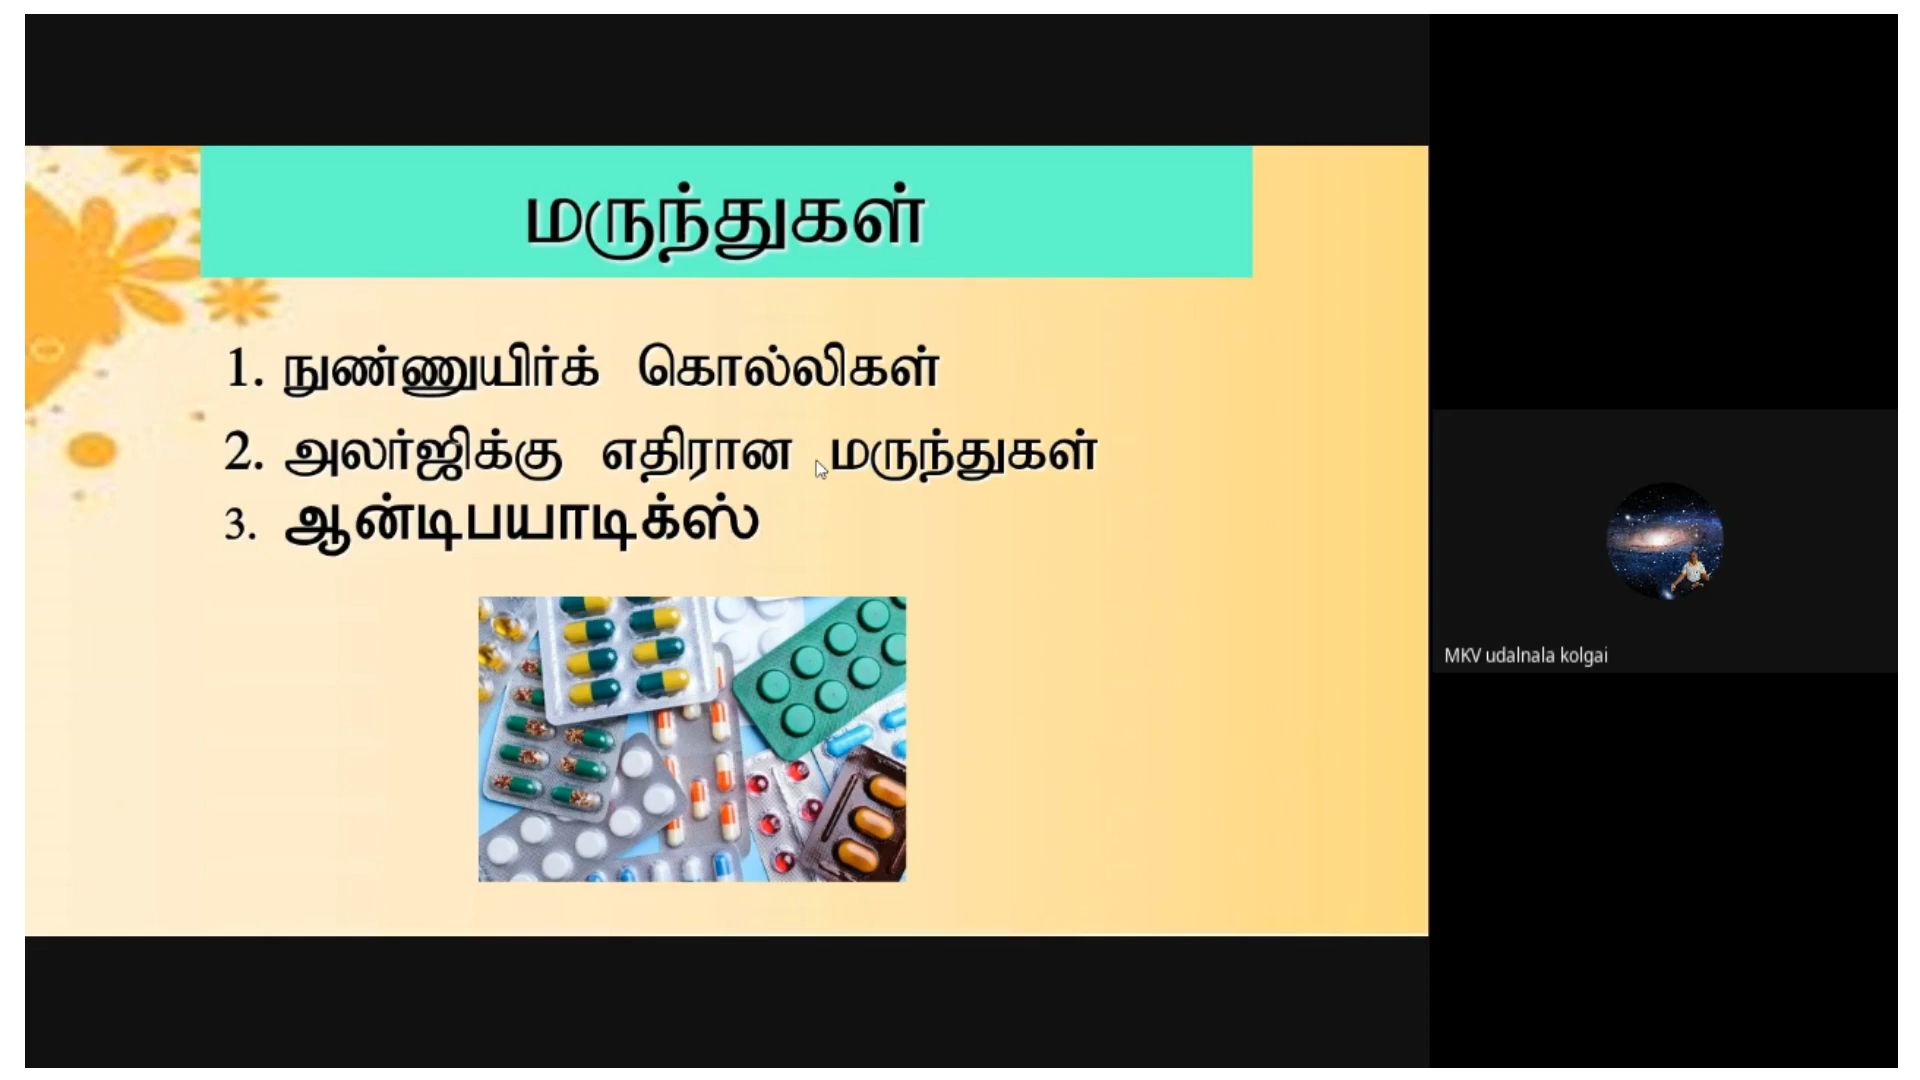 மருந்துகள்
1. நுண்ணுயிர்க் கொல்லிகள்
2. அலர்ஜிக்கு எதிரான மருந்துகள்
3. ஆன்டிபயாடிக்ஸ்
MKV udalnala kolgai